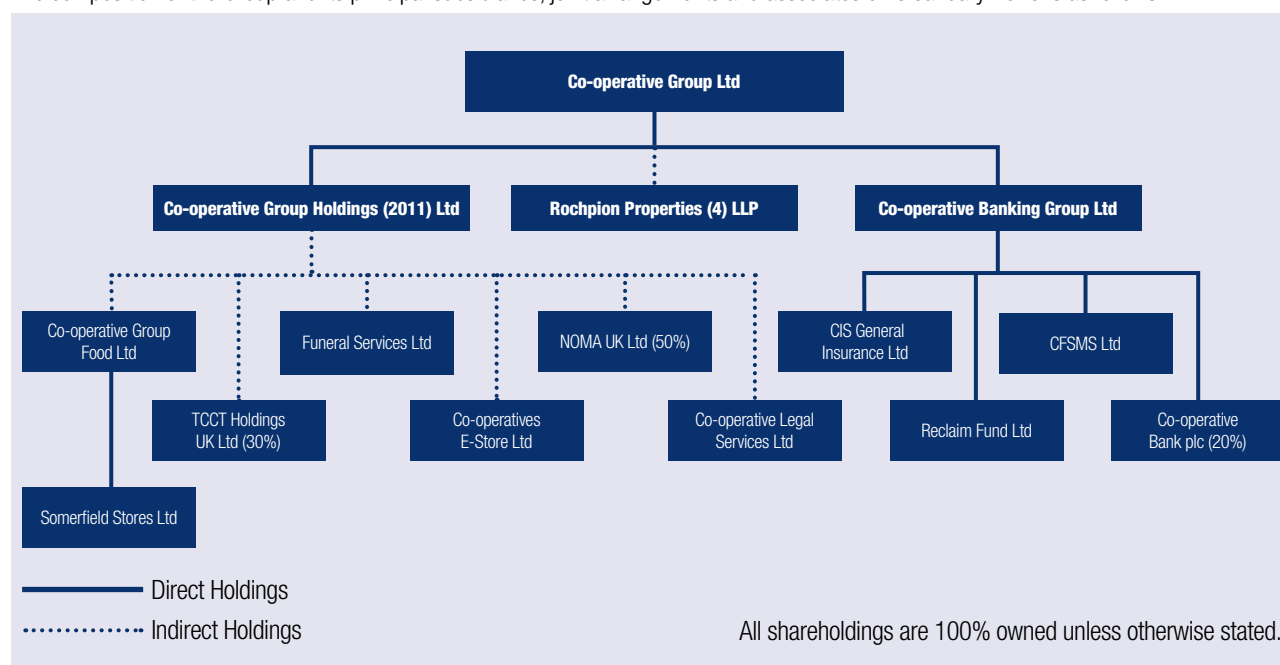 Co-operative Group Ltd
Co-operative Group Holdings (2011) Ltd
Rochpion Properties (4) LLP
Co-operative Banking Group Ltd
Co-operative Group
Food Ltd
Funeral Services Ltd
NOMA UK Ltd (50%)
CIS General
Insurance Ltd
CFSMS Ltd
TCCT Holdings
UK Ltd (30%)
Co-operatives
E-Store Ltd
Co-operative Legal
Services Ltd
Reclaim Fund Ltd
Co-operative
Bank plc (20%)
Somerfield Stores Ltd
Direct Holdings
Indirect Holdings
All shareholdings are 100% owned unless otherwise stated.